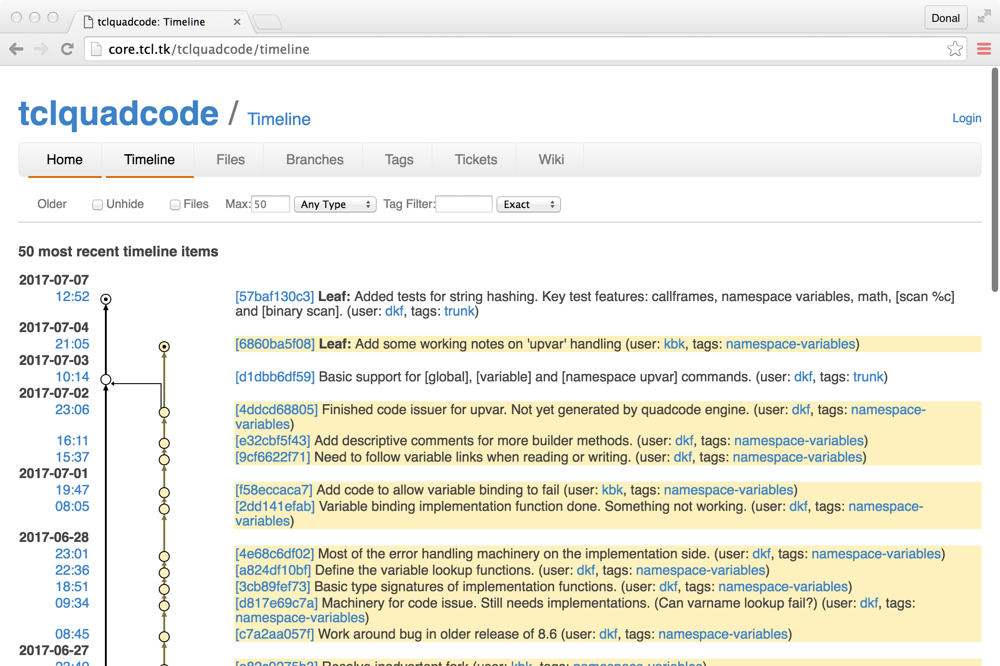 tclquadcode: Timeline
Donal
core.tcl.tk/tclquadcode/timeline
tclquadcode / Timeline
Login
Home Timeline Files Branches Tags Tickets Wiki
Older Unhide Files Max: 50 Any Type Tag Filter: Exact
50 most recent timeline items
2017-07-07
12:52 [57baf130c3] Leaf: Added tests for string hashing. Key test features: callframes, namespace variables, math, [scan %c]
and [binary scan]. (user: dkf, tags: trunk)
2017-07-04
21:05 [6860ba5f08] Leaf: Add some working notes on 'upvar' handling (user: kbk, tags: namespace-variables)
2017-07-03
10:14 [d1dbb6df59] Basic support for [global], [variable] and [namespace upvar] commands. (user: dkf, tags: trunk)
2017-07-02
23:06 [4ddcd68805] Finished code issuer for upvar. Not yet generated by quadcode engine. (user: dkf, tags: namespace-
variables)
16:11 [e32cbf5f43] Add descriptive comments for more builder methods. (user: dkf, tags: namespace-variables)
15:37 [9cf6622f71] Need to follow variable links when reading or writing. (user: dkf, tags: namespace-variables)
2017-07-01
19:47 [f58eccaca7] Add code to allow variable binding to fail (user: kbk, tags: namespace-variables)
08:05 [2dd141efab] Variable binding implementation function done. Something not working. (user: dkf, tags: namespace-
variables)
2017-06-28
23:01 [4e68c6df02] Most of the error handling machinery on the implementation side. (user: dkf, tags: namespace-variables)
22:36 [a824df10bf] Define the variable lookup functions. (user: dkf, tags: namespace-variables)
18:51 [3cb89fef73] Basic type signatures of implementation functions. (user: dkf, tags: namespace-variables)
09:34 [d817e69c7a] Machinery for code issue. Still needs implementations. (Can varname lookup fail?) (user: dkf, tags:
namespace-variables)
08:45 [c7a2aa057f] Work around bug in older release of 8.6 (user: dkf, tags: namespace-variables)
2017-06-27
Resolve inadvertent fork (user: kbk, tags: namespace-variables)